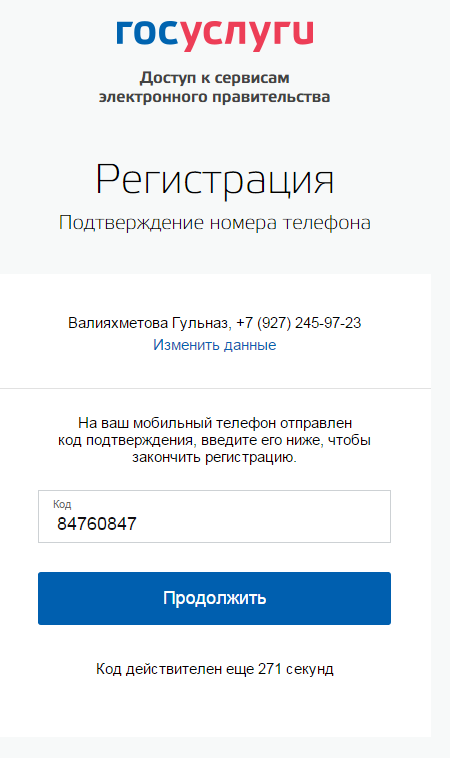 госуслуги
Доступ к сервисам
электронного правительства
Регистрация
Подтверждение номера телефона
Валияхметова Гульназ, +7 (927) 245-97-23
Изменить данные
На ваш мобильный телефон отправлен
код подтверждения, введите его ниже, чтобы
закончить регистрацию.
Код
84760847
Продолжить
Код действителен еще 271 секунд